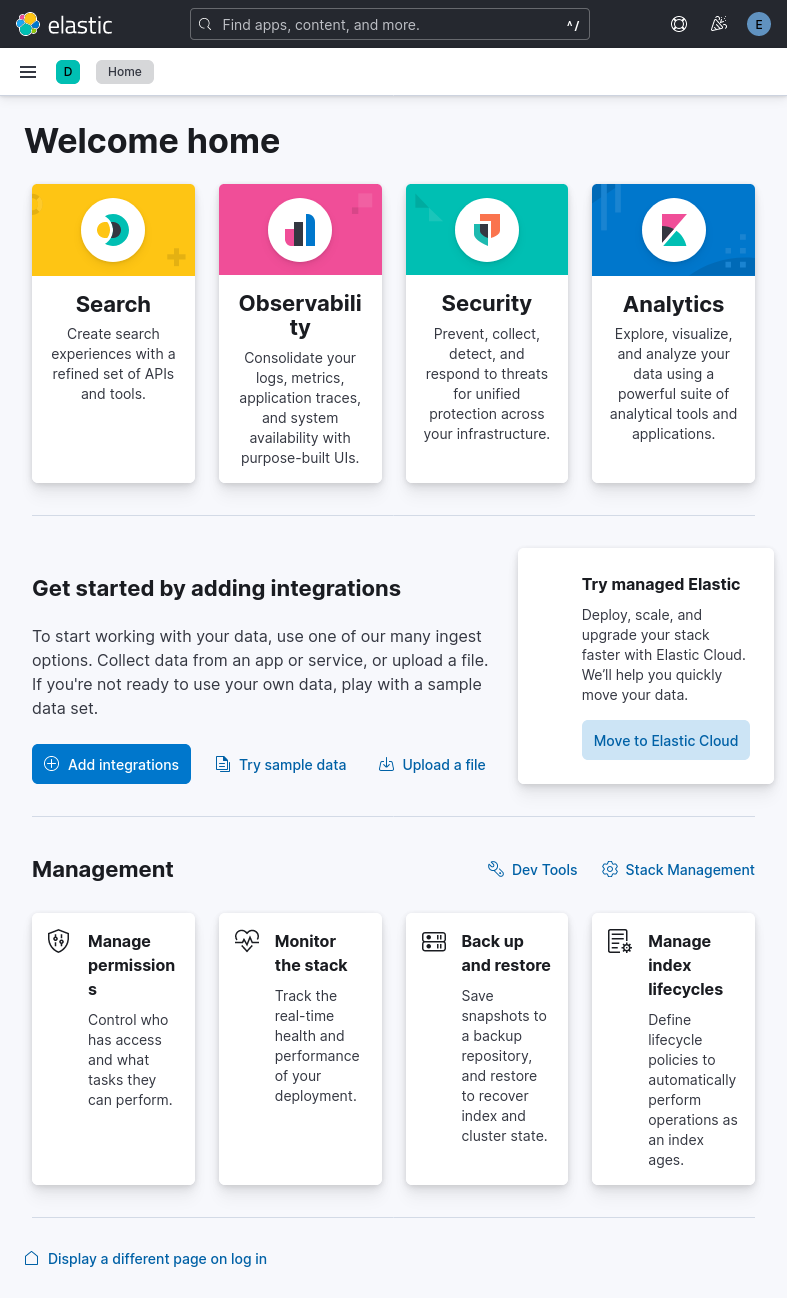 elastic
Find apps, content, and more.
^/
E
D
Home
Welcome home
Search
Create search
experiences with a
refined set of APIs
and tools.
Observabili
ty
Consolidate your
logs, metrics,
application traces,
and system
availability with
purpose-built UIs.
Security
Prevent, collect,
detect, and
respond to threats
for unified
protection across
your infrastructure.
Analytics
Explore, visualize,
and analyze your
data using a
powerful suite of
analytical tools and
applications.
Get started by adding integrations
To start working with your data, use one of our many ingest
options. Collect data from an app or service, or upload a file.
If you're not ready to use your own data, play with a sample
data set.
Add integrations
Try sample data
Upload a file
Try managed Elastic
Deploy, scale, and
upgrade your stack
faster with Elastic Cloud.
We’ll help you quickly
move your data.
Move to Elastic Cloud
Management
Dev Tools
Stack Management
Manage
permission
s
Control who
has access
and what
tasks they
can perform.
Monitor
the stack
Track the
real-time
health and
performance
of your
deployment.
Back up
and restore
Save
snapshots to
a backup
repository,
and restore
to recover
index and
cluster state.
Manage
index
lifecycles
Define
lifecycle
policies to
automatically
perform
operations as
an index
ages.
Display a different page on log in